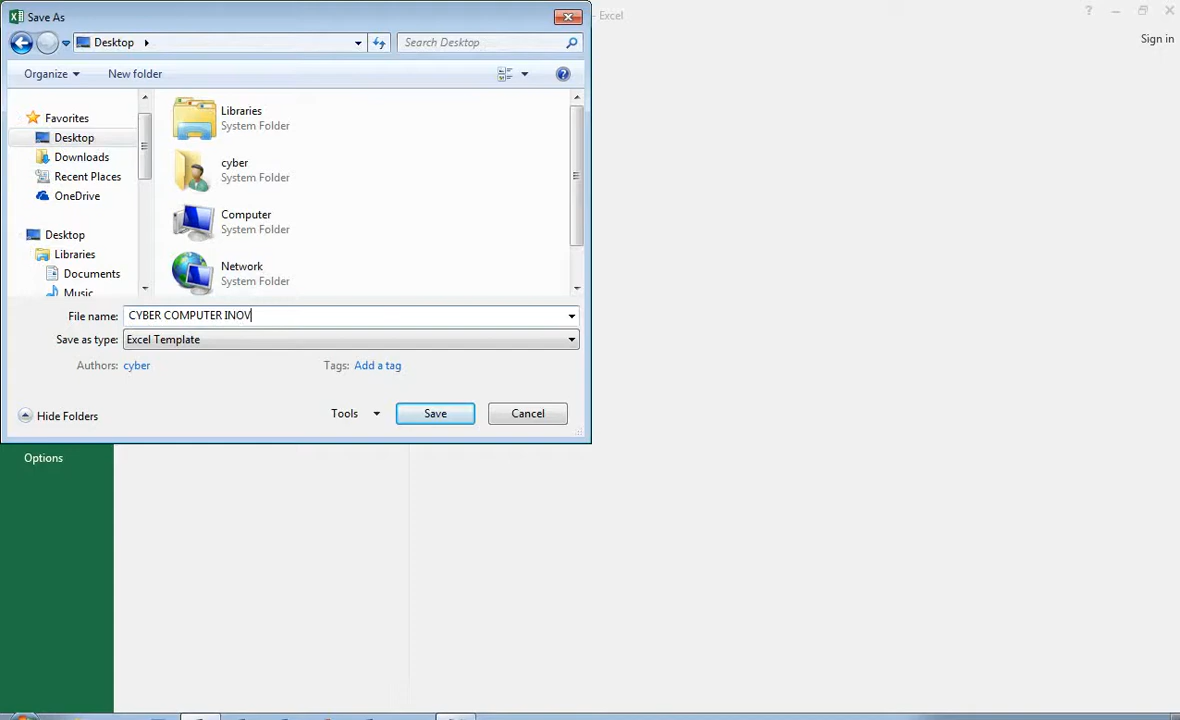 Save As
- Excel
Desktop
Search Desktop
Sign in
Organize
New folder
Favorites
Desktop
Downloads
Recent Places
OneDrive
Desktop
Libraries
Documents
Music
Libraries
System Folder
cyber
System Folder
Computer
System Folder
Network
System Folder
File name: CYBER COMPUTER INOV
Save as type: Excel Template
Authors: cyber Tags: Add a tag
Hide Folders
Tools
Save
Cancel
Options